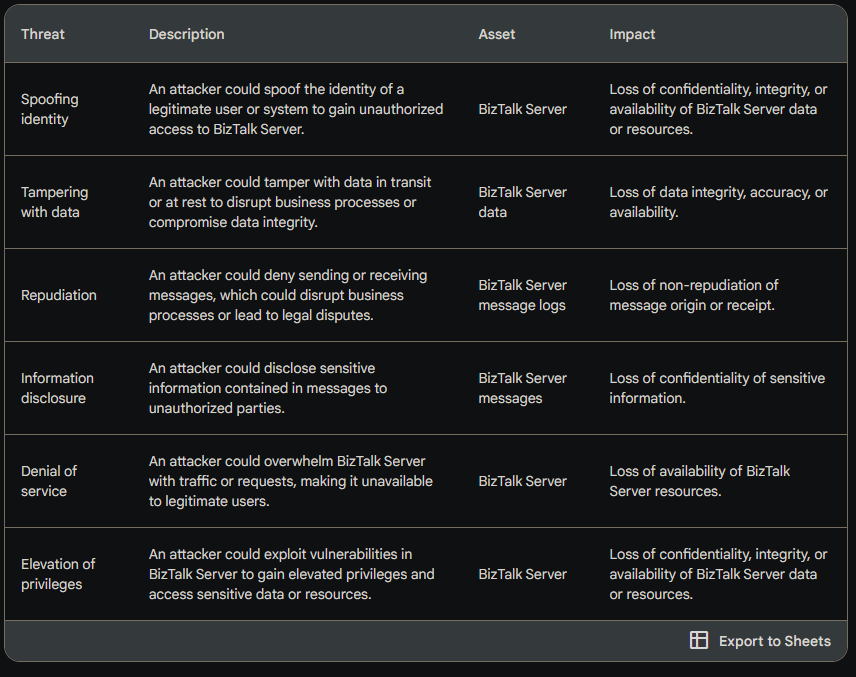 Threat Description Asset Impact
Spoofing
identity
An attacker could spoof the identity of a
legitimate user or system to gain unauthorized
access to BizTalk Server.
BizTalk Server
Loss of confidentiality, integrity, or
availability of BizTalk Server data
or resources.
Tampering
with data
An attacker could tamper with data in transit
or at rest to disrupt business processes or
compromise data integrity.
BizTalk Server
data
Loss of data integrity, accuracy, or
availability.
Repudiation
An attacker could deny sending or receiving
messages, which could disrupt business
processes or lead to legal disputes.
BizTalk Server
message logs
Loss of non-repudiation of
message origin or receipt.
Information
disclosure
An attacker could disclose sensitive
information contained in messages to
unauthorized parties.
BizTalk Server
messages
Loss of confidentiality of sensitive
information.
Denial of
service
An attacker could overwhelm BizTalk Server
with traffic or requests, making it unavailable
to legitimate users.
BizTalk Server
Loss of availability of BizTalk
Server resources.
Elevation of
privileges
An attacker could exploit vulnerabilities in
BizTalk Server to gain elevated privileges and
access sensitive data or resources.
BizTalk Server
Loss of confidentiality, integrity, or
availability of BizTalk Server data
or resources.
Export to Sheets